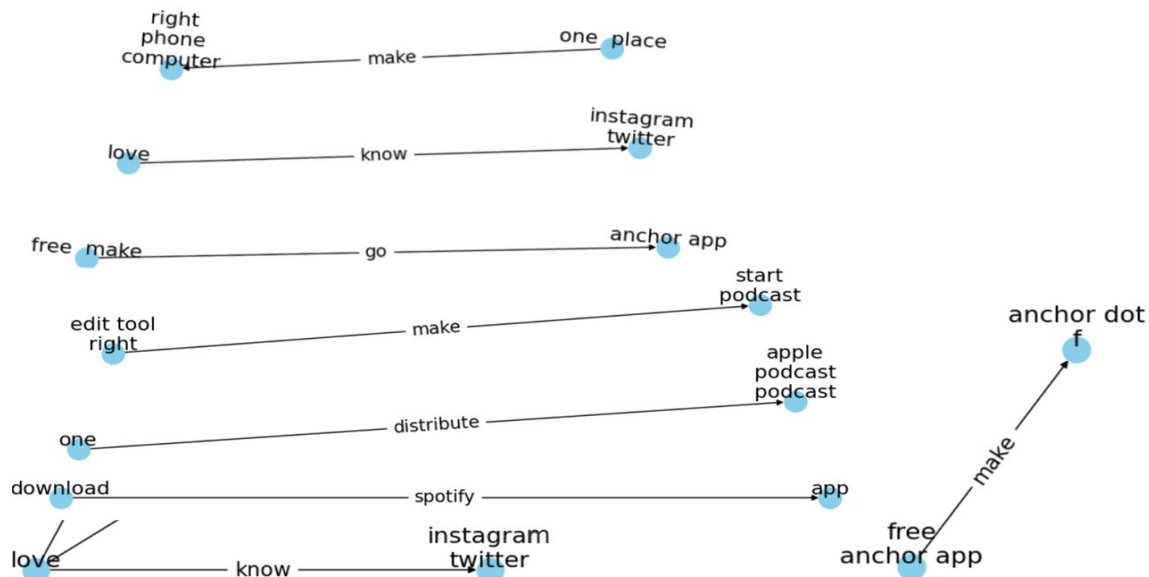 right
phone
computer
make
one place
love
know
instagram
twitter
free make
go
anchor app
edit tool
right
make
start
podcast
one
distribute
apple
podcast
podcast
download
spotify
app
love
know
instagram
twitter
anchor dot
f
make
free
anchor app